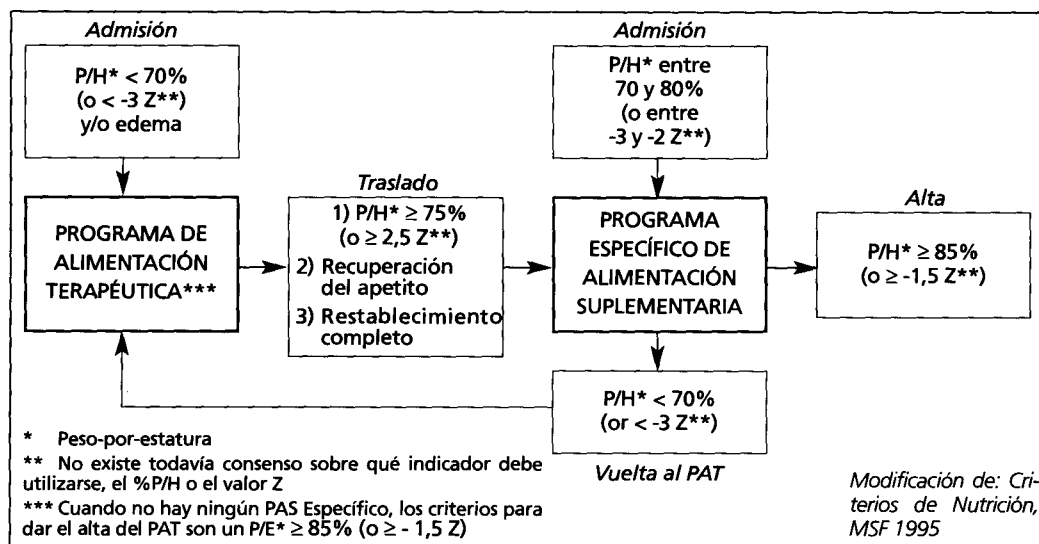 Admisión
P/H* < 70%
(o < -3 Z**)
y/o edema
Admisión
P/H* entre
70 y 80%
(o entre
-3 y -2 Z**)
PROGRAMA DE
ALIMENTACIÓN
TERAPÉUTICA***
Traslado
1) P/H* ≥ 75%
(o ≥ 2,5 Z**)
2) Recuperación
del apetito
3) Restablecimiento
completo
PROGRAMA
ESPECÍFICO DE
ALIMENTACIÓN
SUPLEMENTARIA
Alta
P/H* ≥ 85%
(o ≥ -1,5 Z**)
P/H* < 70%
(or < -3 Z**)
Vuelta al PAT
* Peso-por-estatura
** No existe todavía consenso sobre qué indicador debe
utilizarse, el %P/H o el valor Z
*** Cuando no hay ningún PAS Específico, los criterios para
dar el alta del PAT son un P/E* ≥ 85% (o ≥ - 1,5 Z)
Modificación de: Cri-
terios de Nutrición,
MSF 1995